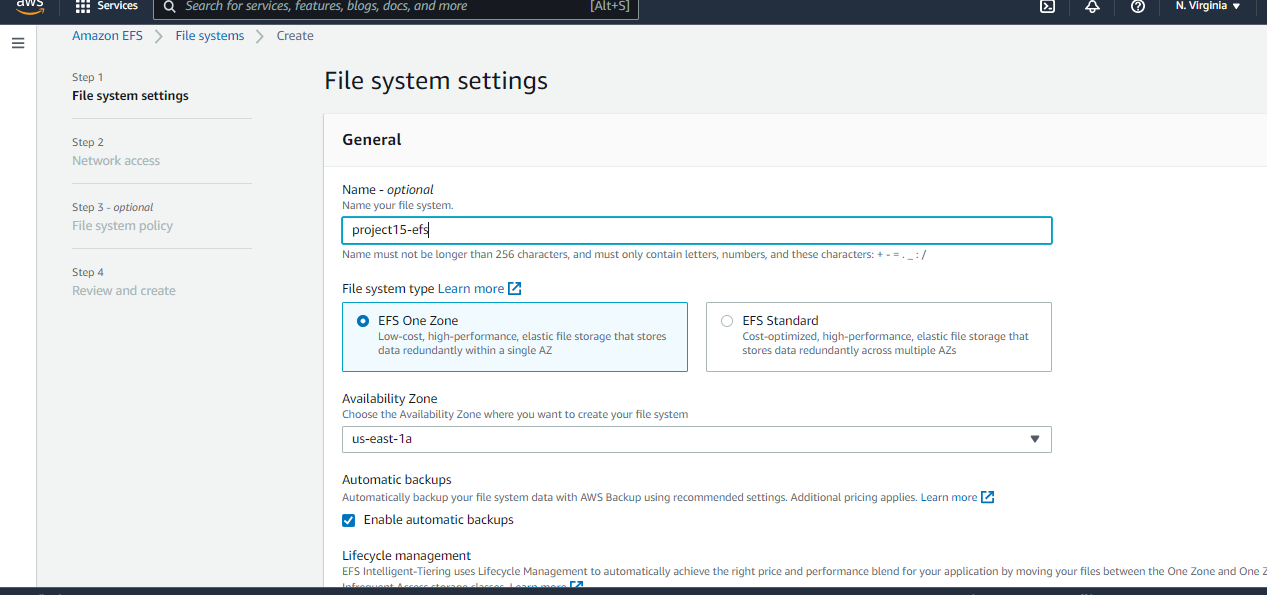 aws Services Search for services, features, blogs, docs, and more [Alt+S] N. Virginia
Amazon EFS File systems Create
Step 1
File system settings
Step 2
Network access
Step 3 - optional
File system policy
Step 4
Review and create
File system settings
General
Name - optional
Name your file system.
project15-efs
Name must not be longer than 256 characters, and must only contain letters, numbers, and these characters: + - = . _ : /
File system type Learn more
EFS One Zone
Low-cost, high-performance, elastic file storage that stores
data redundantly within a single AZ
EFS Standard
Cost-optimized, high-performance, elastic file storage that
stores data redundantly across multiple AZs
Availability Zone
Choose the Availability Zone where you want to create your file system
us-east-1a
Automatic backups
Automatically backup your file system data with AWS Backup using recommended settings. Additional pricing applies. Learn more
Enable automatic backups
Lifecycle management
EFS Intelligent-Tiering uses Lifecycle Management to automatically achieve the right price and performance blend for your application by moving your files between the One Zone and One Z
Infrequent Access storage classes. Learn more